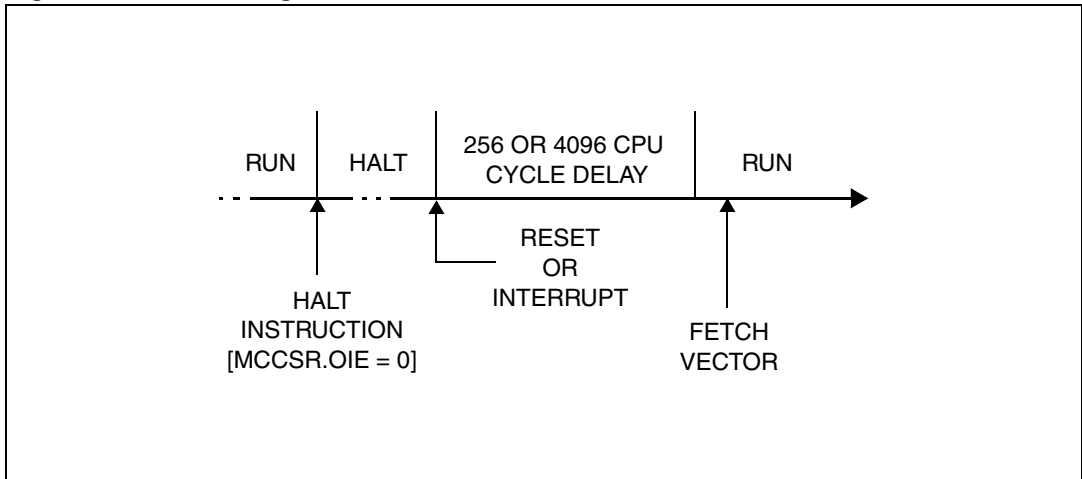 RUN
HALT
256 OR 4096 CPU
CYCLE DELAY
RUN
RESET
OR
INTERRUPT
HALT
INSTRUCTION
[MCCSR.OIE = 0]
FETCH
VECTOR